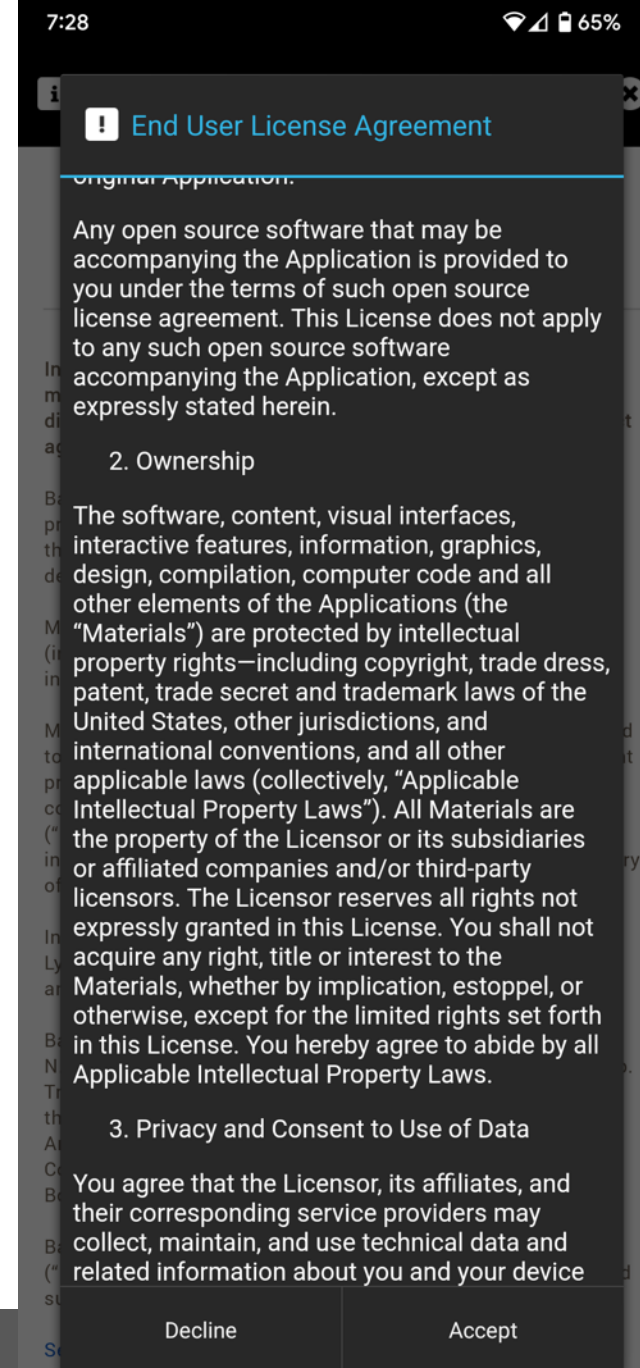 7:28
65%
End User License Agreement
original Application.
Any open source software that may be
accompanying the Application is provided to
you under the terms of such open source
license agreement. This License does not apply
to any such open source software
accompanying the Application, except as
expressly stated herein.
2. Ownership
The software, content, visual interfaces,
interactive features, information, graphics,
design, compilation, computer code and all
other elements of the Applications (the
“Materials”) are protected by intellectual
property rights—including copyright, trade dress,
patent, trade secret and trademark laws of the
United States, other jurisdictions, and
international conventions, and all other
applicable laws (collectively, “Applicable
Intellectual Property Laws”). All Materials are
the property of the Licensor or its subsidiaries
or affiliated companies and/or third-party
licensors. The Licensor reserves all rights not
expressly granted in this License. You shall not
acquire any right, title or interest to the
Materials, whether by implication, estoppel, or
otherwise, except for the limited rights set forth
in this License. You hereby agree to abide by all
Applicable Intellectual Property Laws.
3. Privacy and Consent to Use of Data
You agree that the Licensor, its affiliates, and
their corresponding service providers may
collect, maintain, and use technical data and
related information about you and your device
Decline
Accept